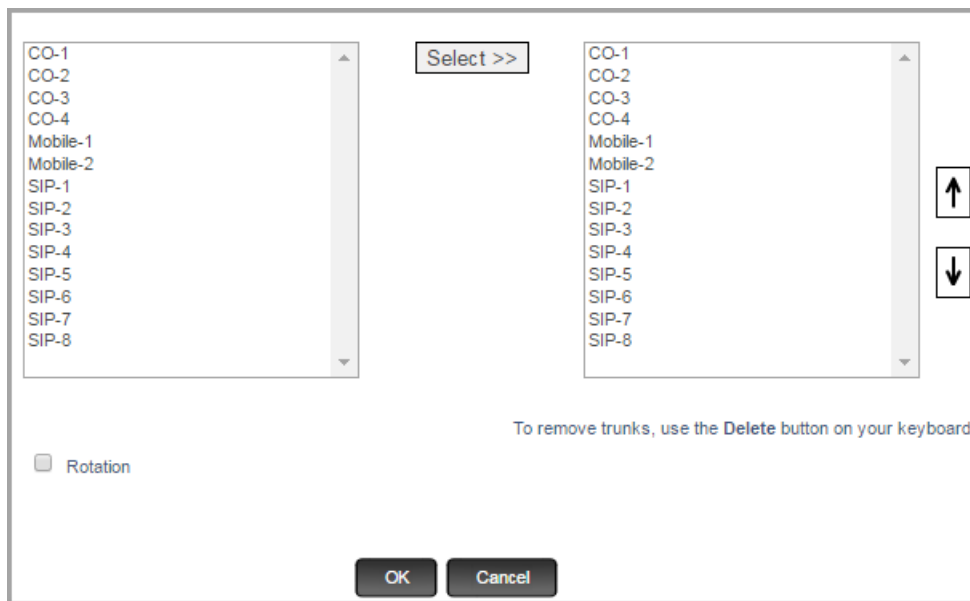 CO-1
CO-2
CO-3
CO-4
Mobile-1
Mobile-2
SIP-1
SIP-2
SIP-3
SIP-4
SIP-5
SIP-6
SIP-7
SIP-8
Select >>
CO-1
CO-2
CO-3
CO-4
Mobile-1
Mobile-2
SIP-1
SIP-2
SIP-3
SIP-4
SIP-5
SIP-6
SIP-7
SIP-8
To remove trunks, use the Delete button on your keyboard
Rotation
OK
Cancel